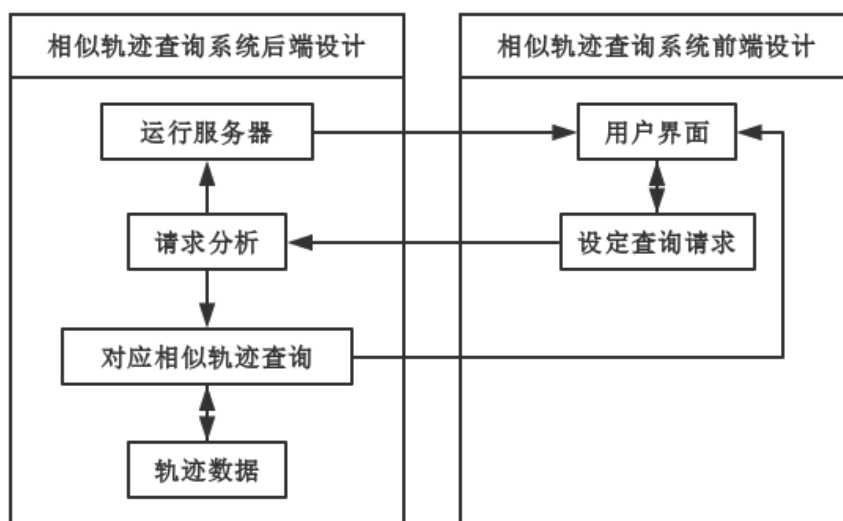 相似轨迹查询系统后端设计
相似轨迹查询系统前端设计
运行服务器
用户界面
请求分析
设定查询请求
对应相似轨迹查询
轨迹数据